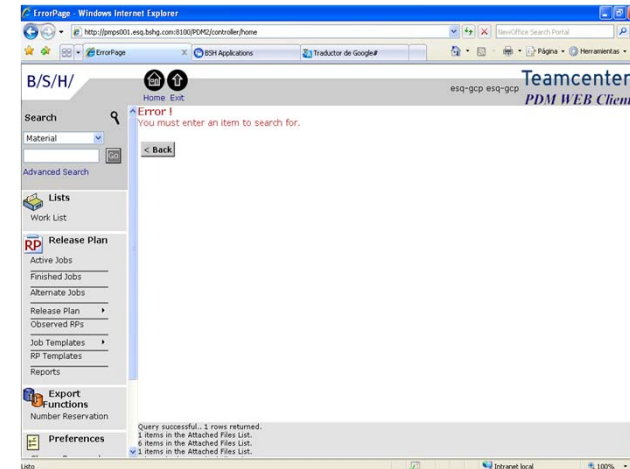 ErrorPage - Windows Internet Explorer
http://pmps001.esq.bshg.com:8100/PDM2/controller/home
NewOffice Search Portal
ErrorPage
BSH Applications
Traductor de Google#
Página
Herramientas
B/S/H/
Home Exit
esq-gcp esq-gcp
Teamcenter
PDM WEB Client
Search
Material
Go
Advanced Search
Error !
You must enter an item to search for.
< Back
Lists
Work List
RP
Release Plan
Active Jobs
Finished Jobs
Alternate Jobs
Release Plan
Observed RPs
Job Templates
RP Templates
Reports
Export
Functions
Number Reservation
Preferences
Query successful.. 1 rows returned.
1 items in the Attached Files List.
6 items in the Attached Files List.
1 items in the Attached Files List.
Listo
Intranet local
100%